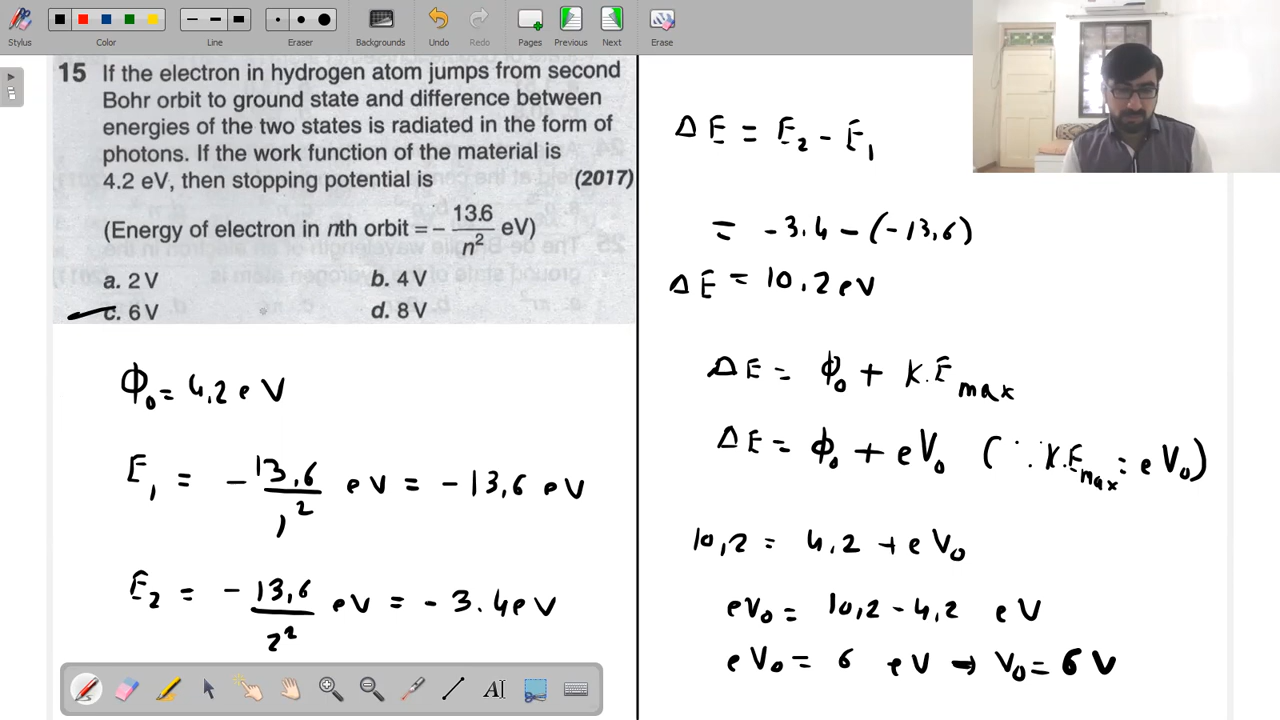 Stylus Color Line Eraser Backgrounds Undo Redo Pages Previous Next Erase
15 If the electron in hydrogen atom jumps from second
Bohr orbit to ground state and difference between
energies of the two states is radiated in the form of
photons. If the work function of the material is
4.2 eV, then stopping potential is (2017)
(Energy of electron in nth orbit = - 13.6/n² eV)
a. 2 V b. 4 V
c. 6 V d. 8 V
Φ₀ = 4,2 eV
E₁ = - 13,6/1² eV = - 13,6 eV
E₂ = - 13,6/2² eV = - 3.4 eV
ΔE = E₂ - E₁
= -3.4 - (-13,6)
ΔE = 10,2 eV
ΔE = Φ₀ + K.E max
ΔE = Φ₀ + eV₀ (∵ K.E max = eV₀)
10,2 = 4,2 + eV₀
eV₀ = 10,2 - 4,2 eV
eV₀ = 6 eV → V₀ = 6 V